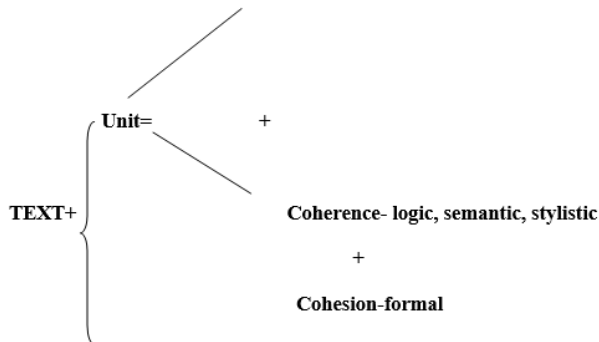 Unit=
+
TEXT+
Coherence- logic, semantic, stylistic
+
Cohesion-formal